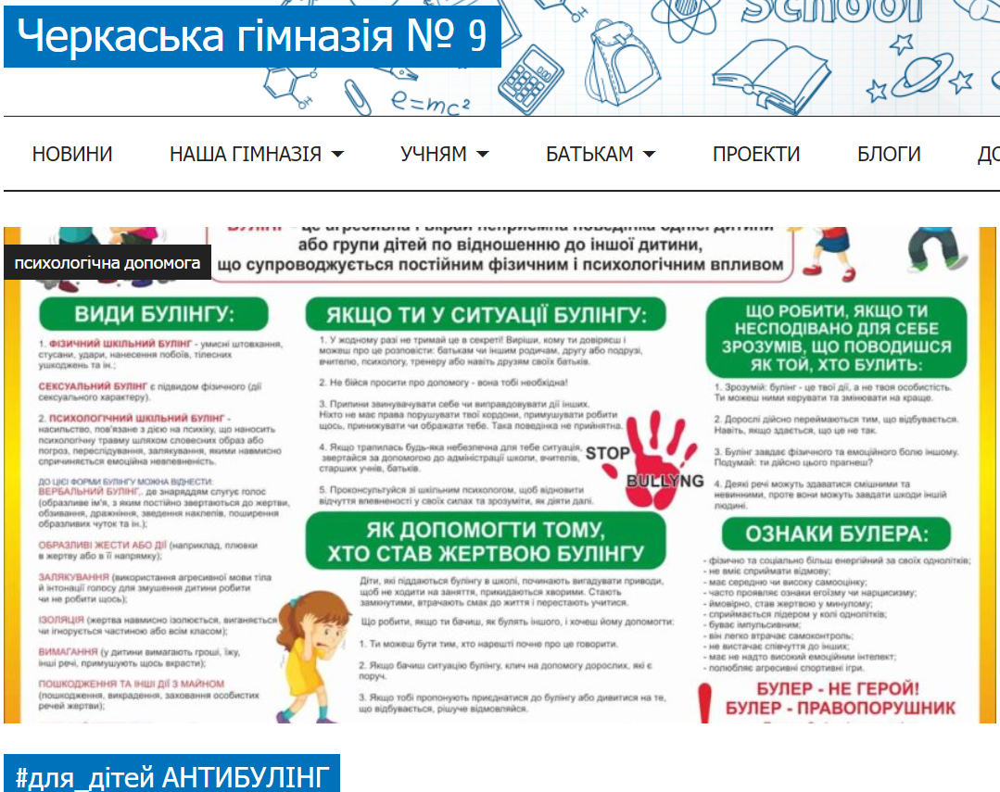 School
Черкаська гімназія № 9
e=mc²
НОВИНИ
НАША ГІМНАЗІЯ
УЧНЯМ
БАТЬКАМ
ПРОЕКТИ
БЛОГИ
ДО
БУЛІНГ - це агресивна і вкрай неприємна поведінка однієї дитини
або групи дітей по відношенню до іншої дитини,
що супроводжується постійним фізичним і психологічним впливом
психологічна допомога
ВИДИ БУЛІНГУ:
1. ФІЗИЧНИЙ ШКІЛЬНИЙ БУЛІНГ - умисні штовхання,
стусани, удари, нанесення побоїв, тілесних
ушкоджень та ін.;
СЕКСУАЛЬНИЙ БУЛІНГ є підвидом фізичного (дії
сексуального характеру).
2. ПСИХОЛОГІЧНИЙ ШКІЛЬНИЙ БУЛІНГ -
насильство, пов'язане з дією на психіку, що наносить
психологічну травму шляхом словесних образ або
погроз, переслідування, залякування, якими навмисно
спричиняється емоційна невпевненість.
ДО ЦІЄЇ ФОРМИ БУЛІНГУ МОЖНА ВІДНЕСТИ:
ВЕРБАЛЬНИЙ БУЛІНГ,. де знаряддям слугує голос
(образливе ім'я, з яким постійно звертаються до жертви,
обзивання, дражніння, зведення наклепів, поширення
образливих чуток та ін.);
ОБРАЗЛИВІ ЖЕСТИ АБО ДІЇ (наприклад, плювки
в жертву або в її напрямку);
ЗАЛЯКУВАННЯ (використання агресивної мови тіла
й інтонації голосу для змушення дитини робити
чи не робити щось);
ІЗОЛЯЦІЯ (жертва навмисно ізолюється, виганяється
чи ігнорується частиною або всім класом);
ВИМАГАННЯ (у дитини вимагають гроші, їжу,
інші речі, примушують щось вкрасти);
ПОШКОДЖЕННЯ ТА ІНШІ ДІЇ З МАЙНОМ
(пошкодження, викрадення, заховання особистих
речей жертви);
ЯКЩО ТИ У СИТУАЦІЇ БУЛІНГУ:
1. У жодному разі не тримай це в секреті! Виріши, кому ти довіряєш і
можеш про це розповісти: батькам чи іншим родичам, другу або подрузі,
вчителю, психологу, тренеру або навіть друзям своїх батьків.
2. Не бійся просити про допомогу - вона тобі необхідна!
3. Припини звинувачувати себе чи виправдовувати дії інших.
Ніхто не має права порушувати твої кордони, примушувати робити
щось, принижувати чи ображати тебе. Така поведінка не прийнятна.
4. Якщо трапилась будь-яка небезпечна для тебе ситуація,
звертайся за допомогою до адміністрації школи, вчителів,
старших учнів, батьків.
5. Проконсультуйся зі шкільним психологом, щоб відновити
відчуття впевненості у своїх силах та зрозуміти, як діяти далі.
STOP
BULLYNG
ЯК ДОПОМОГТИ ТОМУ,
ХТО СТАВ ЖЕРТВОЮ БУЛІНГУ
Діти, які піддаються булінгу в школі, починають вигадувати приводи,
щоб не ходити на заняття, прикидаються хворими. Стають
замкнутими, втрачають смак до життя і перестають учитися.
Що робити, якщо ти бачиш, як булять іншого, і хочеш йому допомогти:
1. Ти можеш бути тим, хто нарешті почне про це говорити.
2. Якщо бачиш ситуацію булінгу, клич на допомогу дорослих, які є
поруч.
3. Якщо тобі пропонують приєднатися до булінгу або дивитися на те,
що відбувається, рішуче відмовляйся.
ЩО РОБИТИ, ЯКЩО ТИ
НЕСПОДІВАНО ДЛЯ СЕБЕ
ЗРОЗУМІВ, ЩО ПОВОДИШСЯ
ЯК ТОЙ, ХТО БУЛИТЬ:
1. Зрозумій: булінг - це твої дії, а не твоя особистість.
Ти можеш ними керувати та змінювати на краще.
2. Дорослі дійсно переймаються тим, що відбувається.
Навіть, якщо здається, що це не так.
3. Булінг завдає фізичного та емоційного болю іншому.
Подумай: ти дійсно цього прагнеш?
4. Деякі речі можуть здаватися смішними та
невинними, проте вони можуть завдати шкоди іншій
людині.
ОЗНАКИ БУЛЕРА:
- фізично та соціально більш енергійний за своїх однолітків;
- не вміє сприймати відмову;
- має середню чи високу самооцінку;
- часто проявляє ознаки егоїзму чи нарцисизму;
- ймовірно, став жертвою у минулому;
- сприймається лідером у колі однолітків;
- буває імпульсивним;
- він легко втрачає самоконтроль;
- не вистачає співчуття до інших;
- має не надто високий емоційнии інтелект;
- полюбляє агресивні спортивні ігри.
БУЛЕР - НЕ ГЕРОЙ!
БУЛЕР - ПРАВОПОРУШНИК
#для_дітей АНТИБУЛІНГ